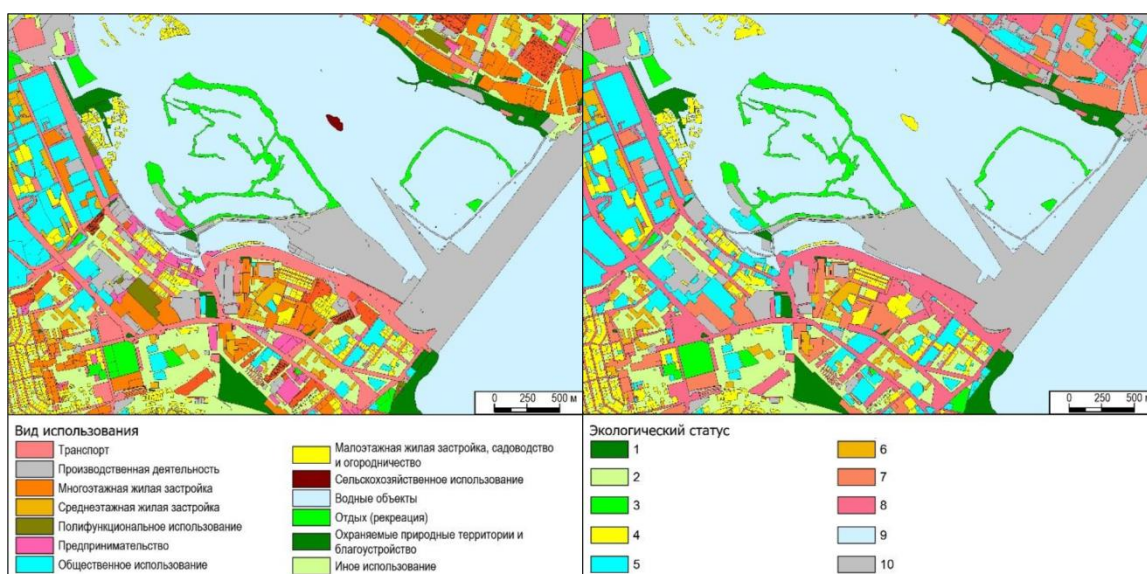 0 250 500 м
0 250 500 м
Вид использования
Транспорт
Производственная деятельность
Многоэтажная жилая застройка
Среднеэтажная жилая застройка
Полифункциональное использование
Предпринимательство
Общественное использование
Малоэтажная жилая застройка, садоводство
и огородничество
Сельскохозяйственное использование
Водные объекты
Отдых (рекреация)
Охраняемые природные территории и
благоустройство
Иное использование
Экологический статус
1
2
3
4
5
6
7
8
9
10